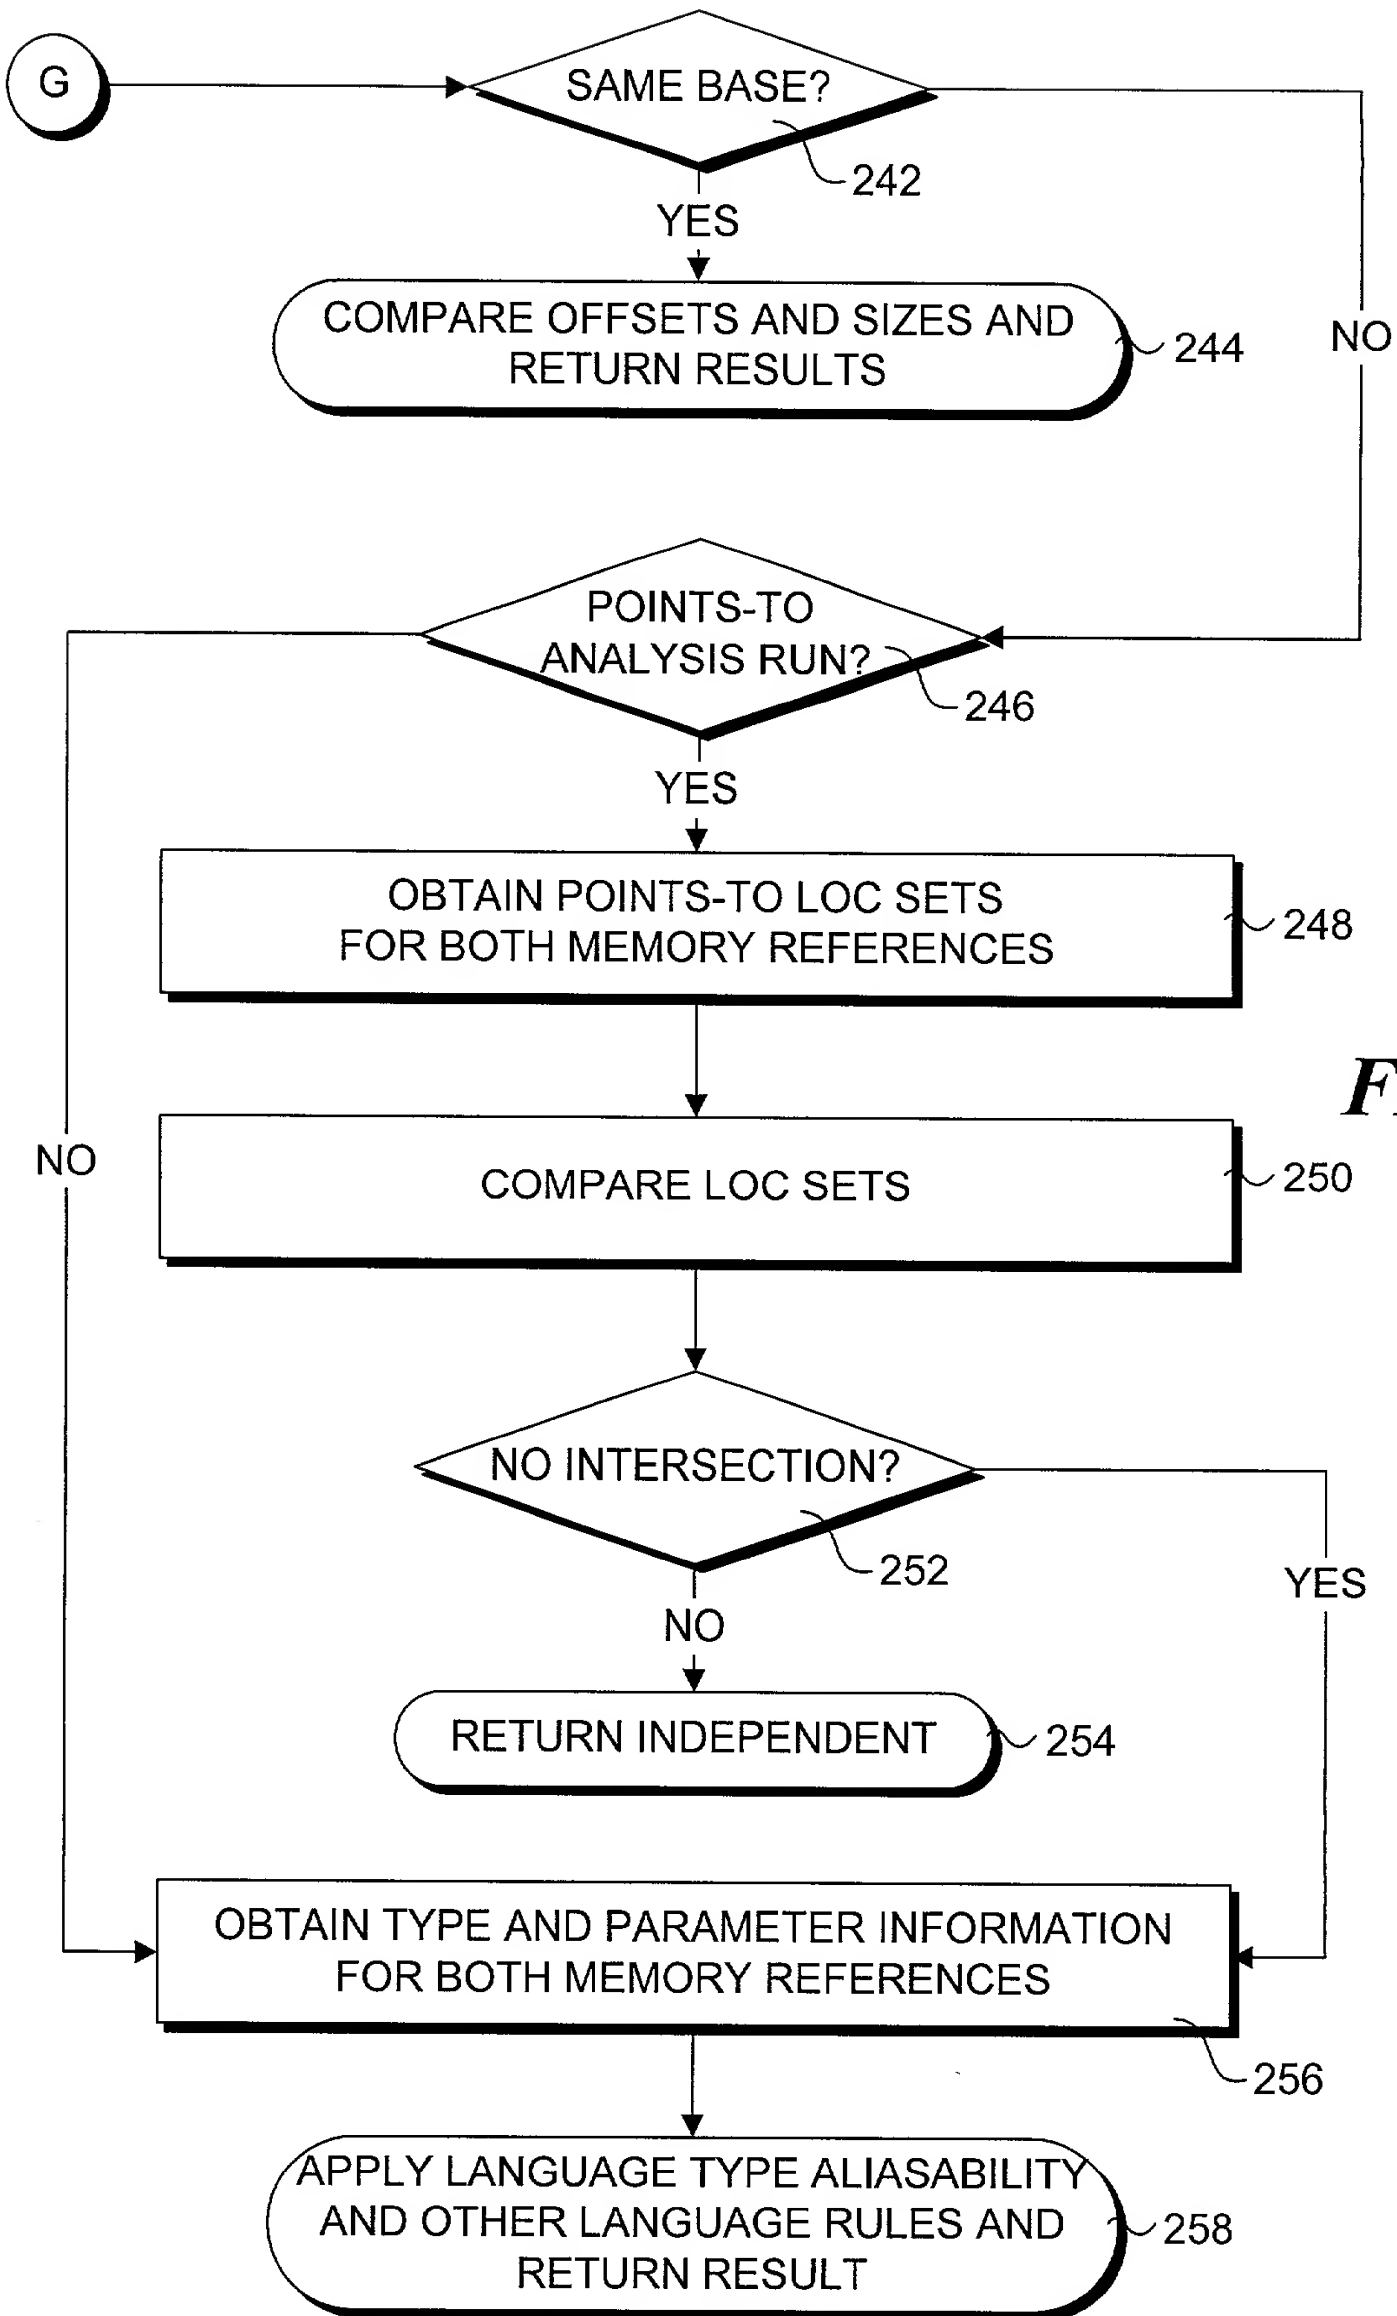 G
SAME BASE?
242
YES
COMPARE OFFSETS AND SIZES AND
RETURN RESULTS
244
NO
POINTS-TO
ANALYSIS RUN?
246
YES
OBTAIN POINTS-TO LOC SETS
FOR BOTH MEMORY REFERENCES
248
COMPARE LOC SETS
250
NO
NO INTERSECTION?
252
YES
NO
RETURN INDEPENDENT
254
OBTAIN TYPE AND PARAMETER INFORMATION
FOR BOTH MEMORY REFERENCES
256
APPLY LANGUAGE TYPE ALIASABILITY
AND OTHER LANGUAGE RULES AND
RETURN RESULT
258